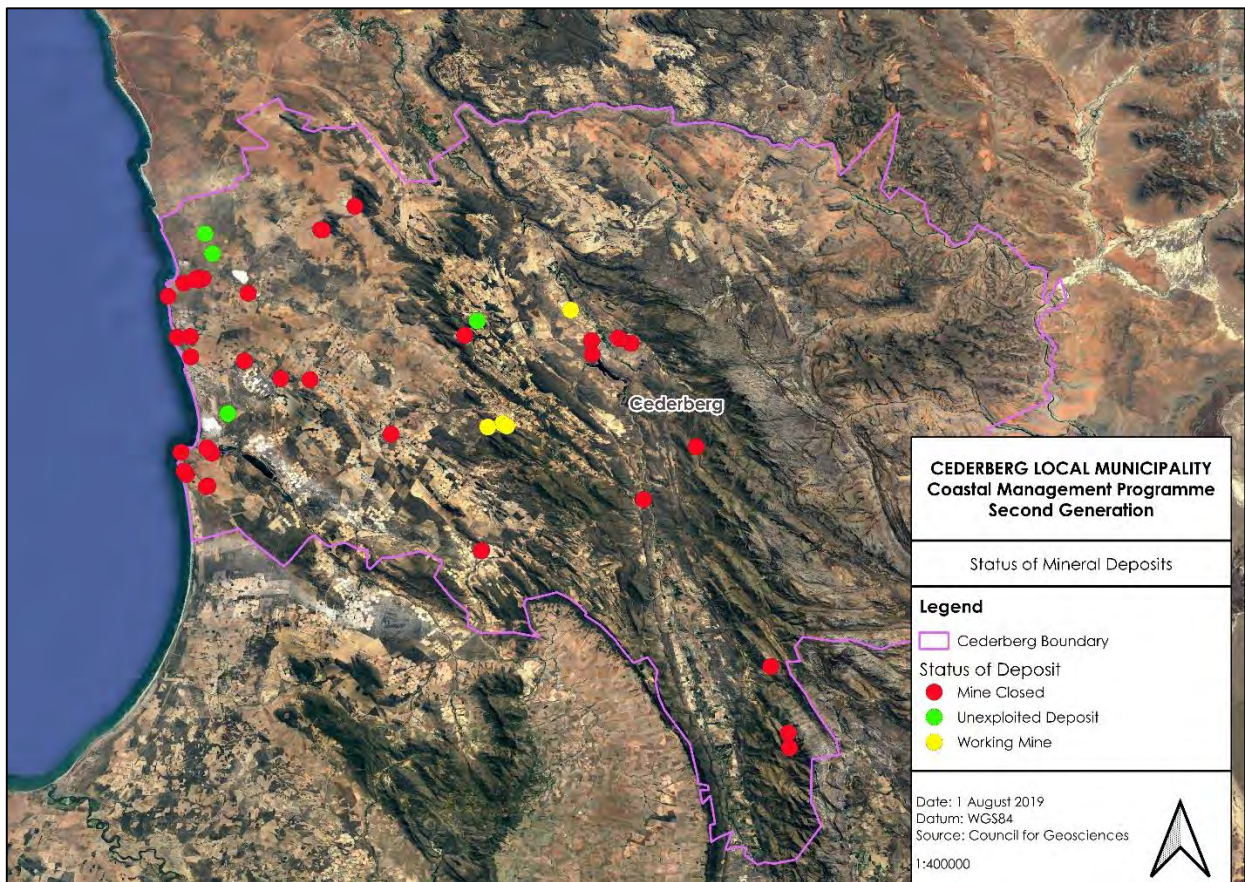 Cederberg
CEDERBERG LOCAL MUNICIPALITY
Coastal Management Programme
Second Generation
Status of Mineral Deposits
Legend
Cederberg Boundary
Status of Deposit
Mine Closed
Unexploited Deposit
Working Mine
Date: 1 August 2019
Datum: WGS84
Source: Council for Geosciences
1:400000